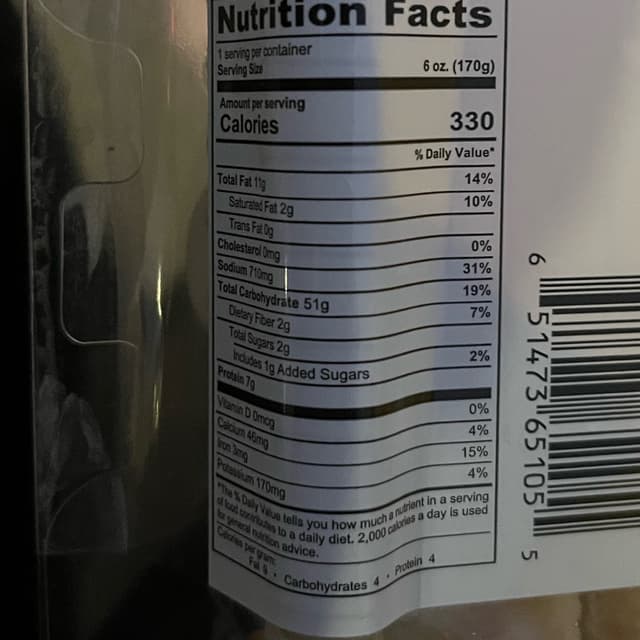 Nutrition Facts
1 serving per container
Serving Size 6 oz. (170g)
Amount per serving
Calories 330
% Daily Value*
Total Fat 11g 14%
Saturated Fat 2g 10%
Trans Fat 0g
Cholesterol 0mg 0%
Sodium 710mg 31%
Total Carbohydrate 51g 19%
Dietary Fiber 2g 7%
Total Sugars 2g
Includes 1g Added Sugars 2%
Protein 7g
Vitamin D 0mcg 0%
Calcium 46mg 4%
Iron 3mg 15%
Potassium 170mg 4%
*The % Daily Value tells you how much a nutrient in a serving
of food contributes to a daily diet. 2,000 calories a day is used
for general nutrition advice.
Calories per gram:
Fat 9 • Carbohydrates 4 • Protein 4
6 51473 65105 5